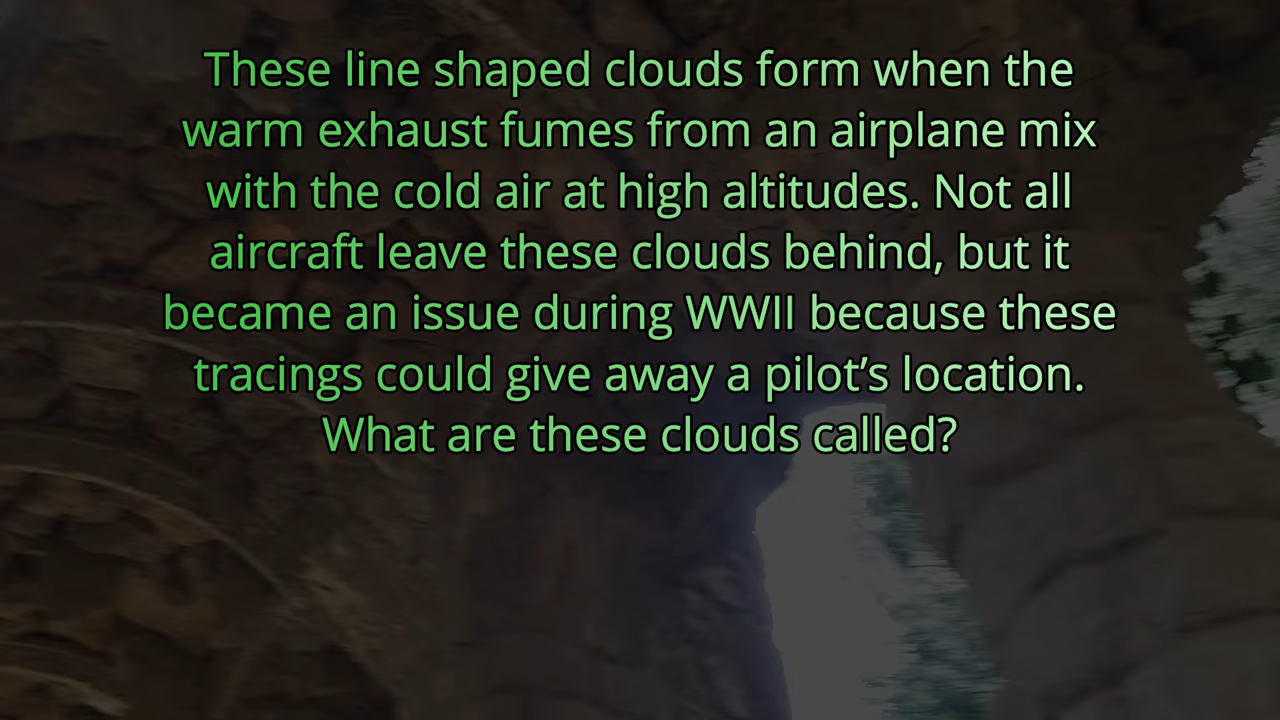 These line shaped clouds form when the
warm exhaust fumes from an airplane mix
with the cold air at high altitudes. Not all
aircraft leave these clouds behind, but it
became an issue during WWII because these
tracings could give away a pilot’s location.
What are these clouds called?